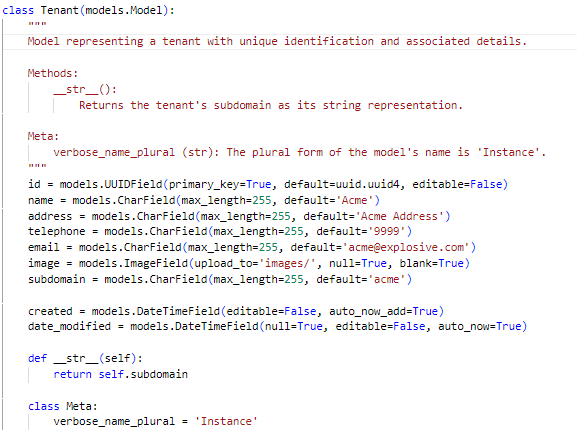 class Tenant(models.Model):
    """
    Model representing a tenant with unique identification and associated details.

    Methods:
        __str__():
            Returns the tenant's subdomain as its string representation.

    Meta:
        verbose_name_plural (str): The plural form of the model's name is 'Instance'.
    """
    id = models.UUIDField(primary_key=True, default=uuid.uuid4, editable=False)
    name = models.CharField(max_length=255, default='Acme')
    address = models.CharField(max_length=255, default='Acme Address')
    telephone = models.CharField(max_length=255, default='9999')
    email = models.CharField(max_length=255, default='acme@explosive.com')
    image = models.ImageField(upload_to='images/', null=True, blank=True)
    subdomain = models.CharField(max_length=255, default='acme')

    created = models.DateTimeField(editable=False, auto_now_add=True)
    date_modified = models.DateTimeField(null=True, editable=False, auto_now=True)

    def __str__(self):
        return self.subdomain

    class Meta:
        verbose_name_plural = 'Instance'